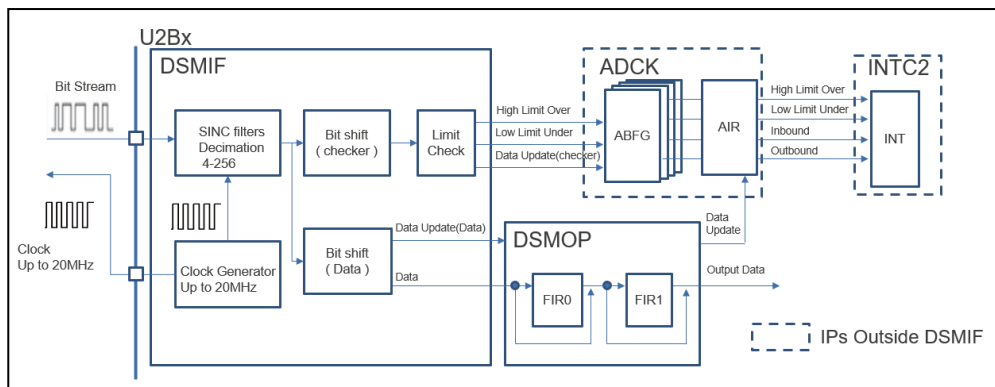 U2Bx
DSMIF
ADCK
INTC2
Bit Stream
SINC filters
Decimation
4-256
Bit shift
( checker )
Limit
Check
High Limit Over
Low Limit Under
Data Update(checker)
ABFG
AIR
High Limit Over
Low Limit Under
Inbound
Outbound
INT
Clock
Up to 20MHz
Clock Generator
Up to 20MHz
Bit shift
( Data )
Data Update(Data)
Data
DSMOP
FIR0
FIR1
Data
Update
Output Data
IPs Outside DSMIF